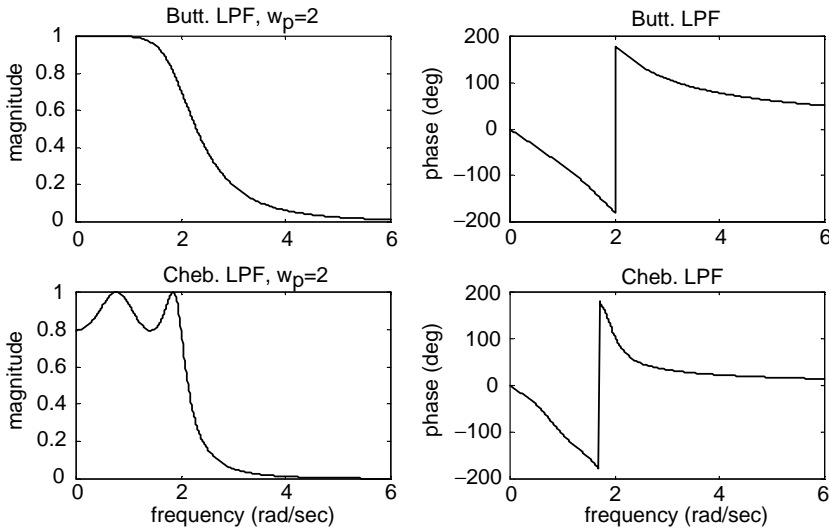 Butt. LPF, wp=2
magnitude
1
0.8
0.6
0.4
0.2
0
0 2 4 6
Butt. LPF
phase (deg)
200
100
0
−100
−200
0 2 4 6
Cheb. LPF, wp=2
magnitude
1
0.8
0.6
0.4
0.2
0
0 2 4 6
frequency (rad/sec)
Cheb. LPF
phase (deg)
200
100
0
−100
−200
0 2 4 6
frequency (rad/sec)